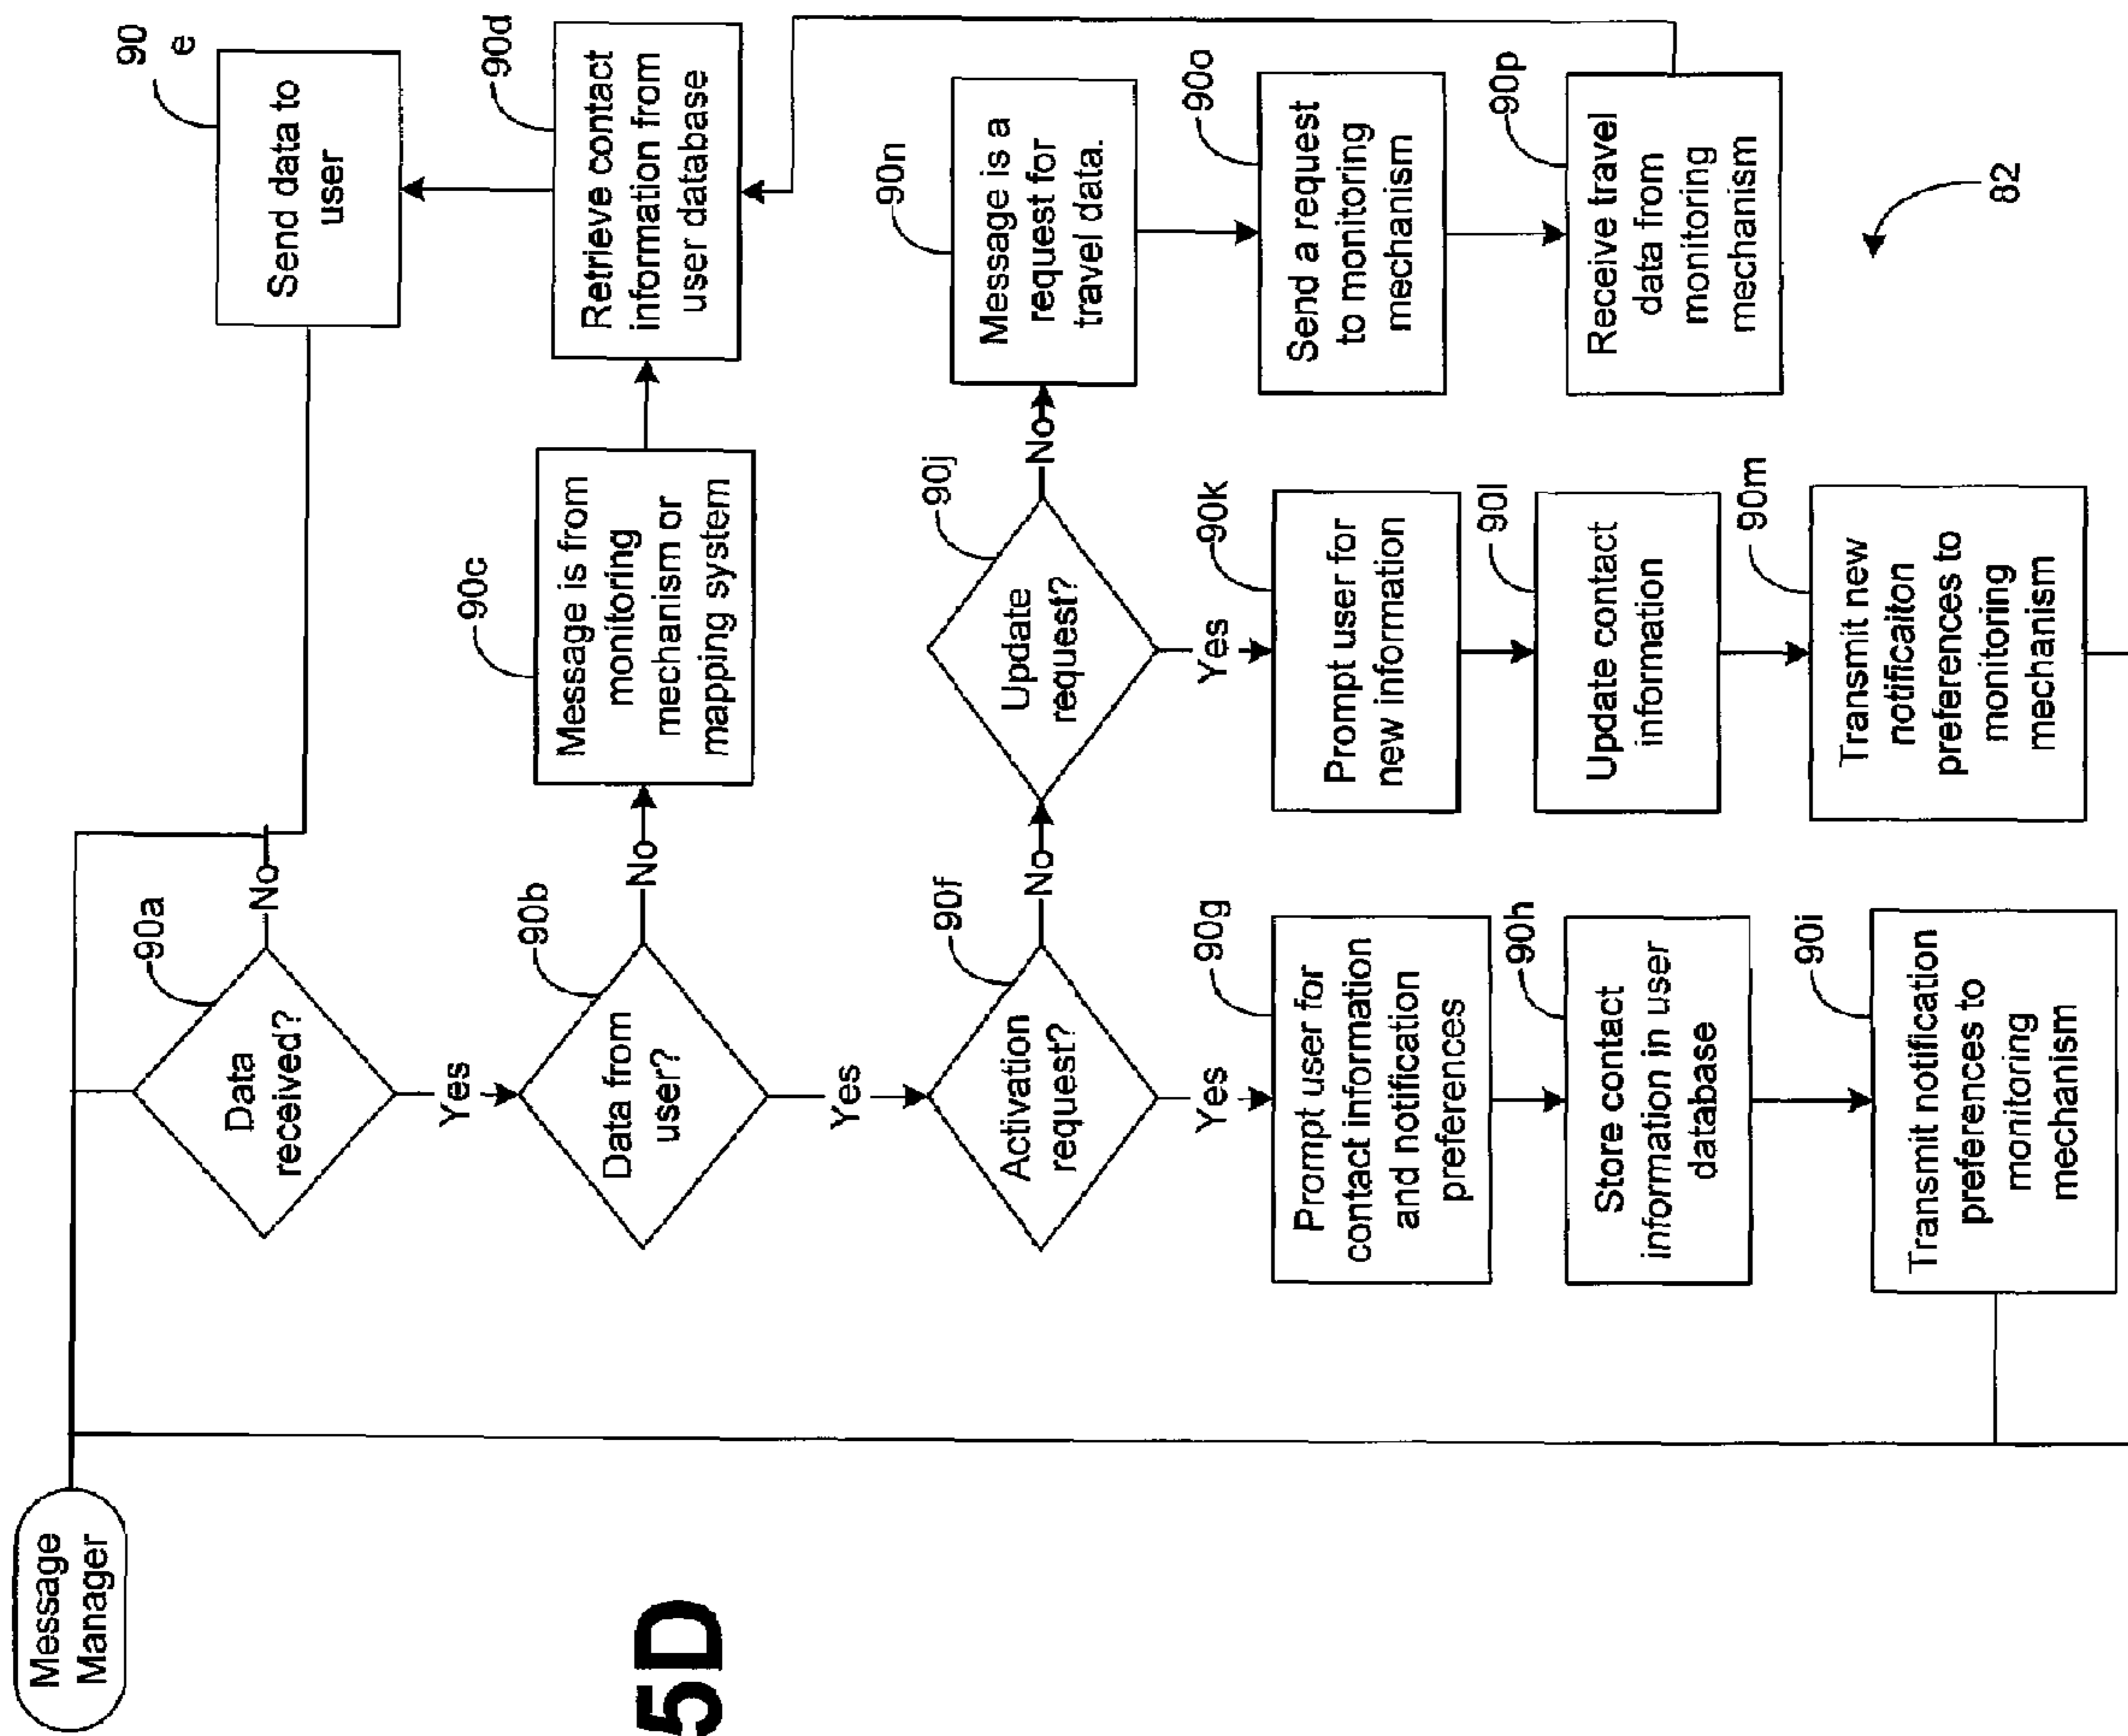 Message
Manager
90a
Data
received?
No
Yes
90
e
Send data to
user
90b
Data from
user?
No
Yes
90c
Message is from
monitoring
mechanism or
mapping system
90d
Retrieve contact
information from
user database
90f
Activation
request?
No
Yes
90j
Update
request?
No
Yes
90n
Message is a
request for
travel data.
90g
Prompt user for
contact information
and notification
preferences
90k
Prompt user for
new information
90o
Send a request
to monitoring
mechanism
90h
Store contact
information in user
database
90l
Update contact
information
90p
Receive travel
data from
monitoring
mechanism
90i
Transmit notification
preferences to
monitoring
mechanism
90m
Transmit new
notificaiton
preferences to
monitoring
mechanism
82
5D